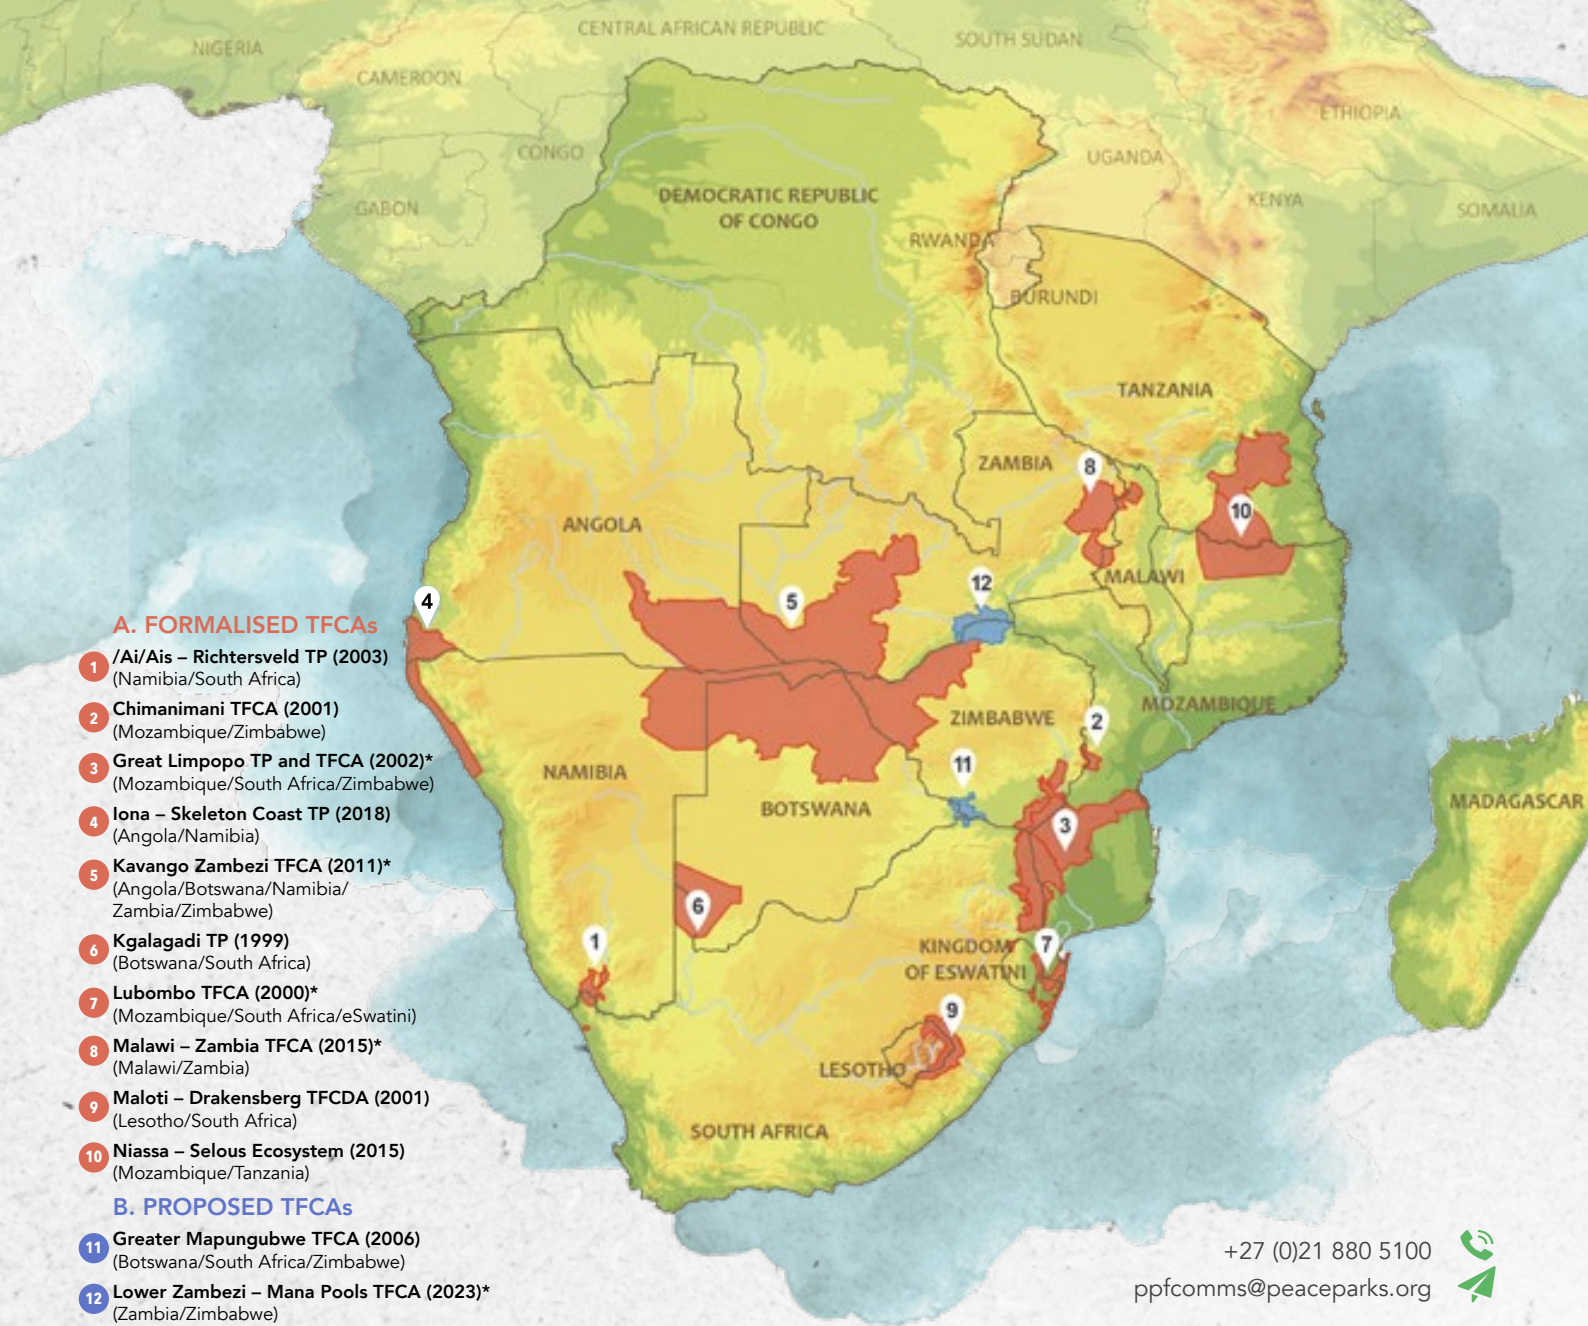 NIGERIA
CENTRAL AFRICAN REPUBLIC
SOUTH SUDAN
CAMEROON
ETHIOPIA
CONGO
UGANDA
GABON
DEMOCRATIC REPUBLIC
OF CONGO
KENYA
SOMALIA
RWANDA
BURUNDI
TANZANIA
ZAMBIA
8
10
ANGOLA
MALAWI
12
5
4
MOZAMBIQUE
ZIMBABWE
2
NAMIBIA
11
BOTSWANA
MADAGASCAR
3
6
1
KINGDOM
OF ESWATINI
7
9
LESOTHO
SOUTH AFRICA
A. FORMALISED TFCAs
1 /Ai/Ais – Richtersveld TP (2003)
(Namibia/South Africa)
2 Chimanimani TFCA (2001)
(Mozambique/Zimbabwe)
3 Great Limpopo TP and TFCA (2002)*
(Mozambique/South Africa/Zimbabwe)
4 Iona – Skeleton Coast TP (2018)
(Angola/Namibia)
5 Kavango Zambezi TFCA (2011)*
(Angola/Botswana/Namibia/
Zambia/Zimbabwe)
6 Kgalagadi TP (1999)
(Botswana/South Africa)
7 Lubombo TFCA (2000)*
(Mozambique/South Africa/eSwatini)
8 Malawi – Zambia TFCA (2015)*
(Malawi/Zambia)
9 Maloti – Drakensberg TFCDA (2001)
(Lesotho/South Africa)
10 Niassa – Selous Ecosystem (2015)
(Mozambique/Tanzania)
B. PROPOSED TFCAs
11 Greater Mapungubwe TFCA (2006)
(Botswana/South Africa/Zimbabwe)
12 Lower Zambezi – Mana Pools TFCA (2023)*
(Zambia/Zimbabwe)
+27 (0)21 880 5100
ppfcomms@peaceparks.org